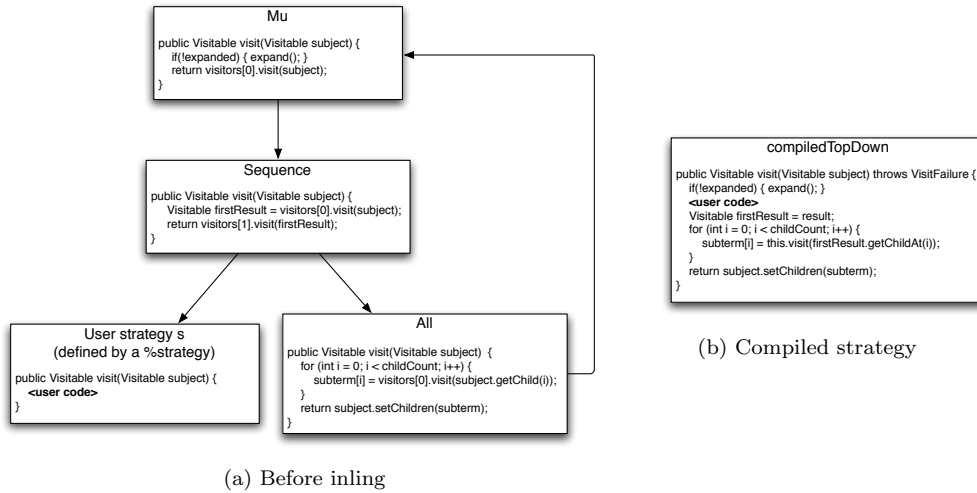 Mu
public Visitable visit(Visitable subject) {
if(!expanded) { expand(); }
return visitors[0].visit(subject);
}
Sequence
public Visitable visit(Visitable subject) {
Visitable firstResult = visitors[0].visit(subject);
return visitors[1].visit(firstResult);
}
User strategy s
(defined by a %strategy)
public Visitable visit(Visitable subject) {
<user code>
}
All
public Visitable visit(Visitable subject) {
for (int i = 0; i < childCount; i++) {
subterm[i] = visitors[0].visit(subject.getChild(i));
}
return subject.setChildren(subterm);
}
(a) Before inling
compiledTopDown
public Visitable visit(Visitable subject) throws VisitFailure {
if(!expanded) { expand(); }
<user code>
Visitable firstResult = result;
for (int i = 0; i < childCount; i++) {
subterm[i] = this.visit(firstResult.getChildAt(i));
}
return subject.setChildren(subterm);
}
(b) Compiled strategy